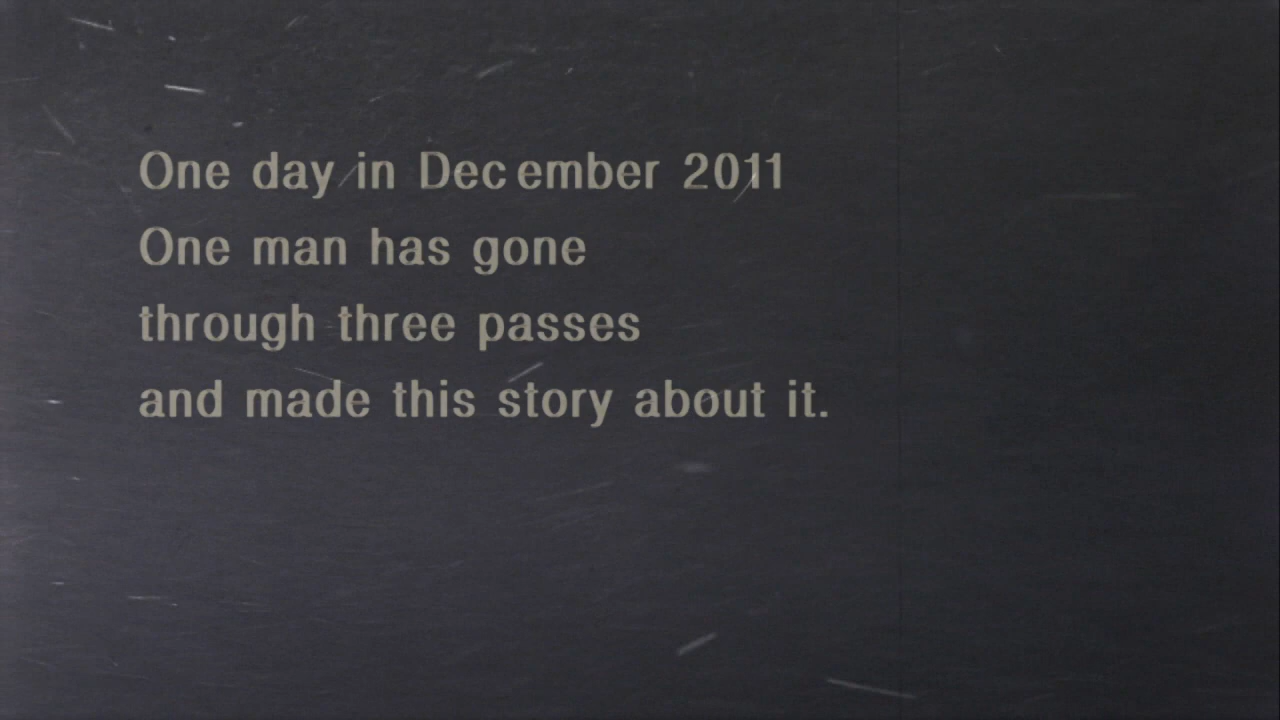 One day in December 2011
One man has gone
through three passes
and made this story about it.